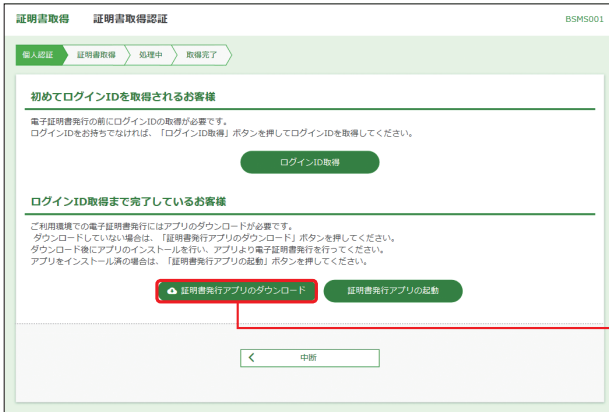 証明書取得 証明書取得認証 BSMS001
個人認証 証明書取得 処理中 取得完了
初めてログインIDを取得されるお客様
電子証明書発行の前にログインIDの取得が必要です。
ログインIDをお持ちでなければ、「ログインID取得」ボタンを押してログインIDを取得してください。
ログインID取得
ログインID取得まで完了しているお客様
ご利用環境での電子証明書発行にはアプリのダウンロードが必要です。
ダウンロードしていない場合は、「証明書発行アプリのダウンロード」ボタンを押してください。
ダウンロード後にアプリのインストールを行い、アプリより電子証明書発行を行ってください。
アプリをインストール済の場合は、「証明書発行アプリの起動」ボタンを押してください。
証明書発行アプリのダウンロード 証明書発行アプリの起動
中断